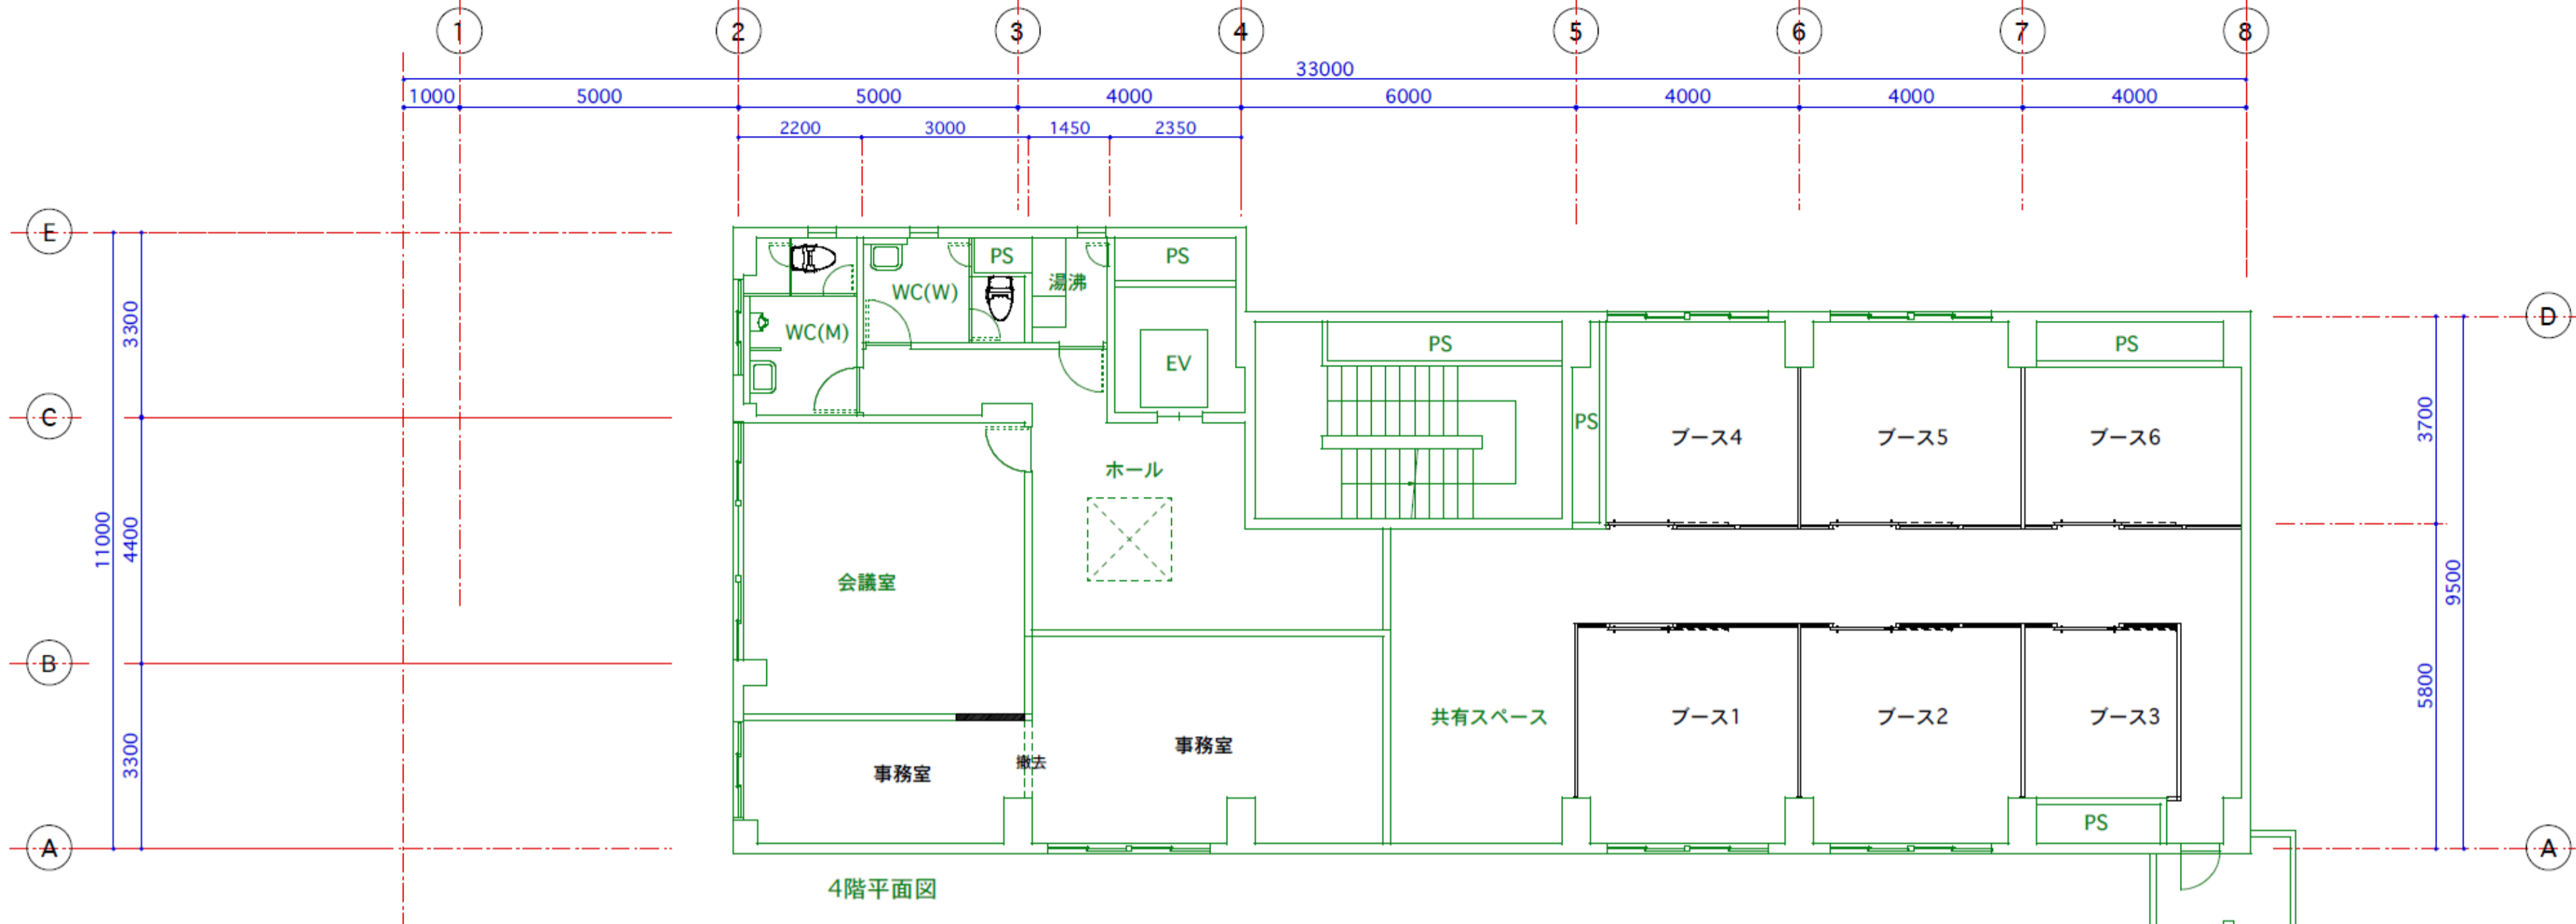 1 2 3 4 5 6 7 8
33000
1000 5000 5000 4000 6000 4000 4000 4000
2200 3000 1450 2350
E
D
C
B
A
A
3300
4400
3300
11000
3700
5800
9500
PS PS
WC(W) 湯沸
WC(M)
EV
PS PS
PS
ブース4 ブース5 ブース6
ホール
会議室
共有スペース ブース1 ブース2 ブース3
事務室
撤去
事務室
PS
4階平面図